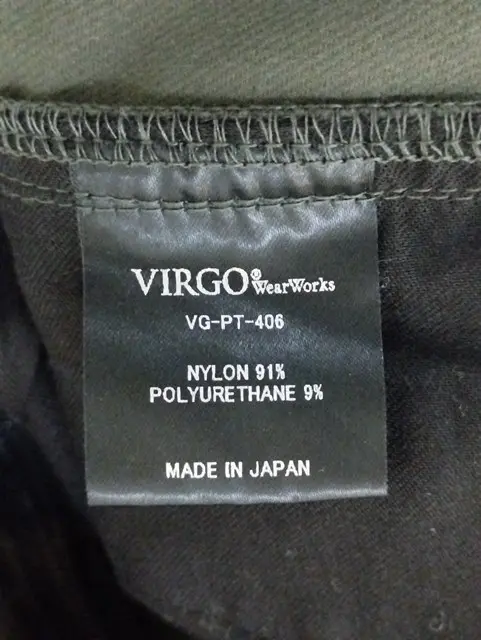 VIRGO® WearWorks
VG-PT-406
NYLON 91%
POLYURETHANE 9%
MADE IN JAPAN